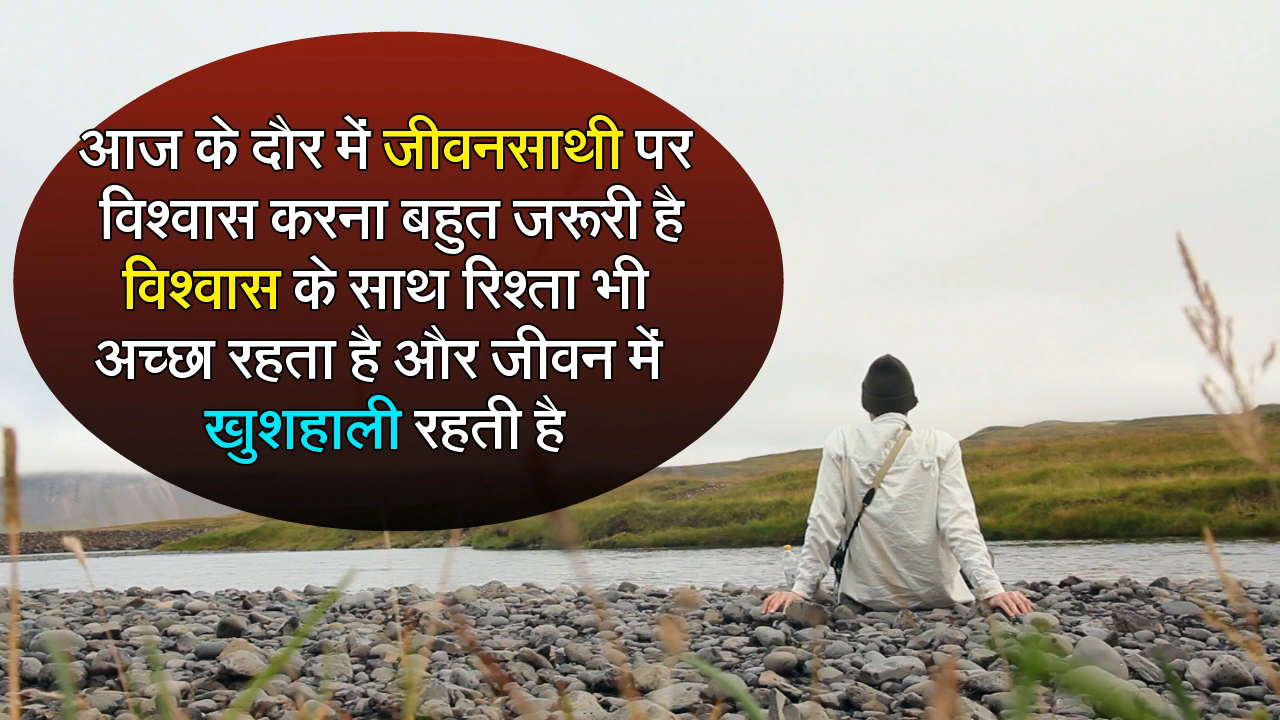 आज के दौर में जीवनसाथी पर
विश्वास करना बहुत जरूरी है
विश्वास के साथ रिश्ता भी
अच्छा रहता है और जीवन में
खुशहाली रहती है